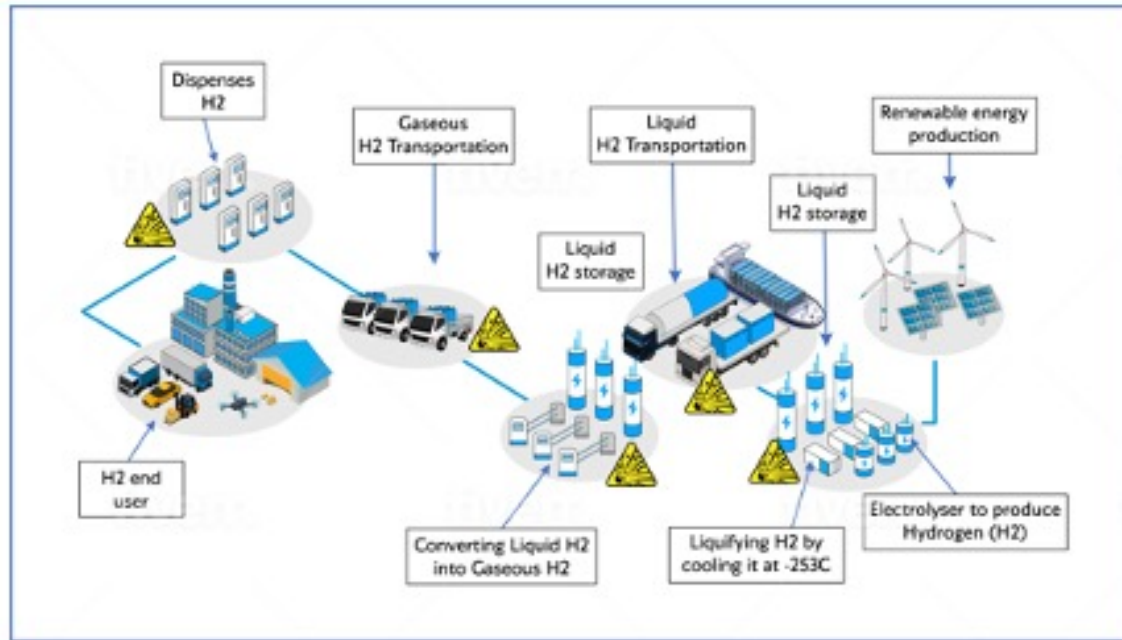 Dispenses
H2
Gaseous
H2 Transportation
Liquid
H2 Transportation
Renewable energy
production
Liquid
H2 storage
Liquid
H2 storage
H2 end
user
Converting Liquid H2
into Gaseous H2
Liquifying H2 by
cooling it at -253C
Electrolyser to produce
Hydrogen (H2)